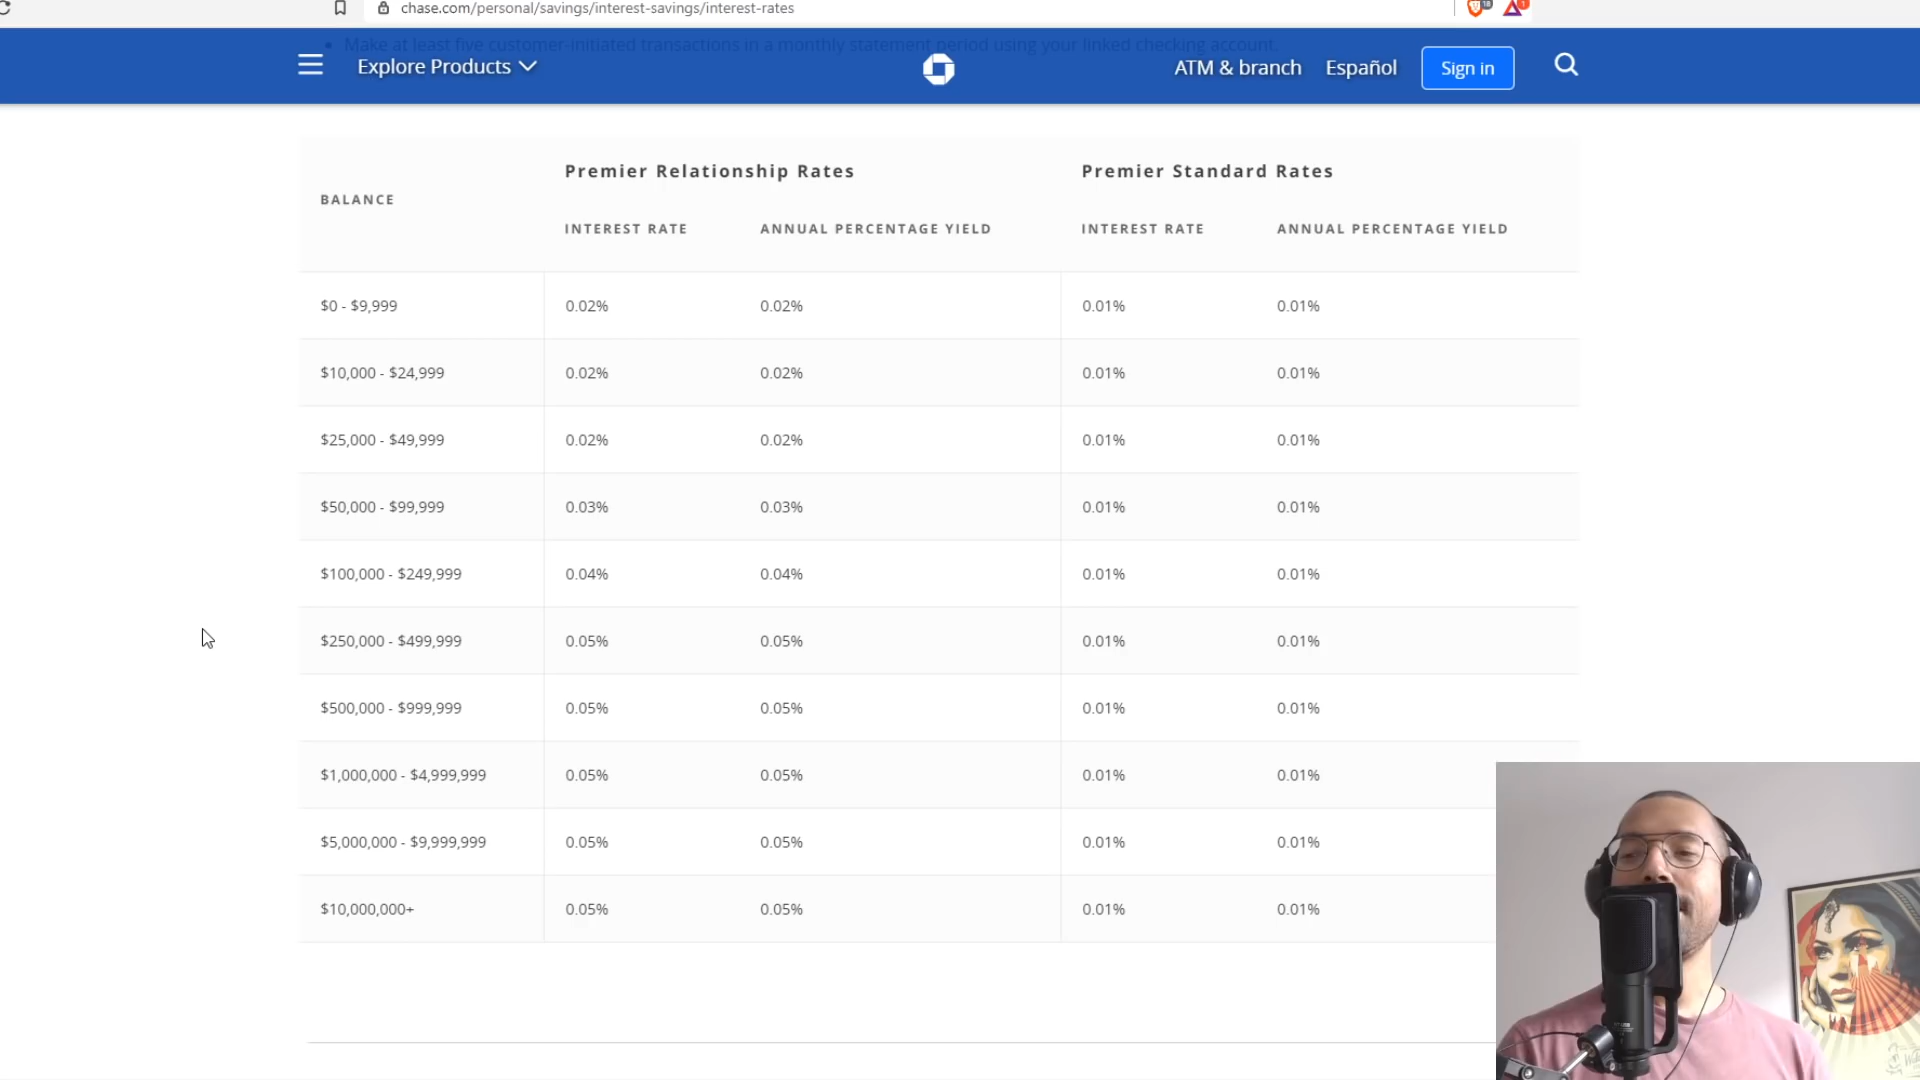 chase.com/personal/savings/interest-savings/interest-rates
18
1
Make at least five customer-initiated transactions in a monthly statement period using your linked checking account.
Explore Products
ATM & branch
Español
Sign in
Premier Relationship Rates
Premier Standard Rates
BALANCE
INTEREST RATE ANNUAL PERCENTAGE YIELD INTEREST RATE ANNUAL PERCENTAGE YIELD
$0 - $9,999 0.02% 0.02% 0.01% 0.01%
$10,000 - $24,999 0.02% 0.02% 0.01% 0.01%
$25,000 - $49,999 0.02% 0.02% 0.01% 0.01%
$50,000 - $99,999 0.03% 0.03% 0.01% 0.01%
$100,000 - $249,999 0.04% 0.04% 0.01% 0.01%
$250,000 - $499,999 0.05% 0.05% 0.01% 0.01%
$500,000 - $999,999 0.05% 0.05% 0.01% 0.01%
$1,000,000 - $4,999,999 0.05% 0.05% 0.01% 0.01%
$5,000,000 - $9,999,999 0.05% 0.05% 0.01% 0.01%
$10,000,000+ 0.05% 0.05% 0.01% 0.01%